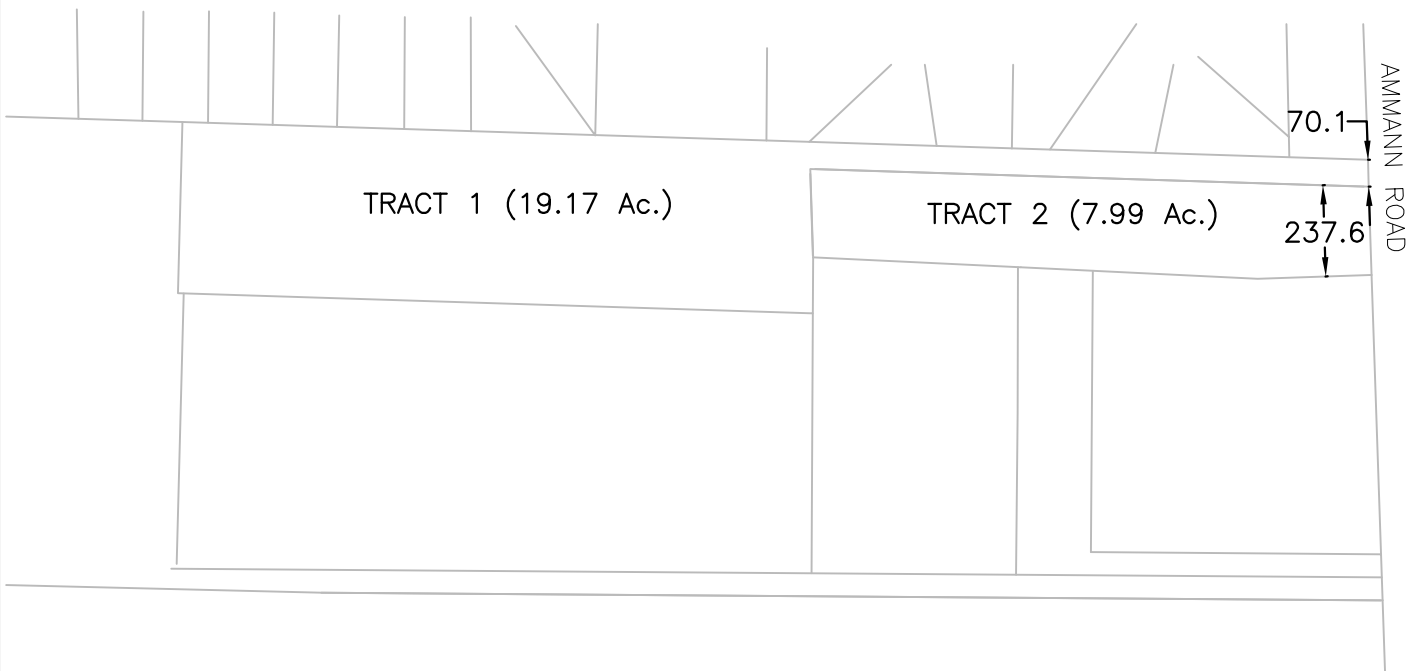 AMMANN ROAD
70.1
TRACT 1 (19.17 Ac.)
TRACT 2 (7.99 Ac.)
237.6